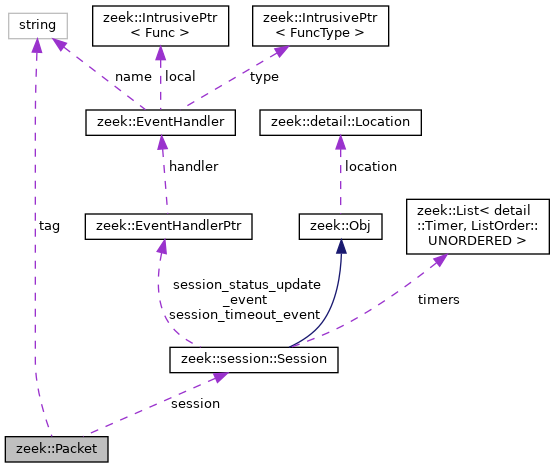 string
zeek::IntrusivePtr
< Func >
zeek::IntrusivePtr
< FuncType >
name
local
type
zeek::EventHandler
zeek::detail::Location
handler
location
tag
zeek::EventHandlerPtr
zeek::Obj
zeek::List< detail
::Timer, ListOrder::
UNORDERED >
session_status_update
_event
session_timeout_event
timers
zeek::session::Session
session
zeek::Packet